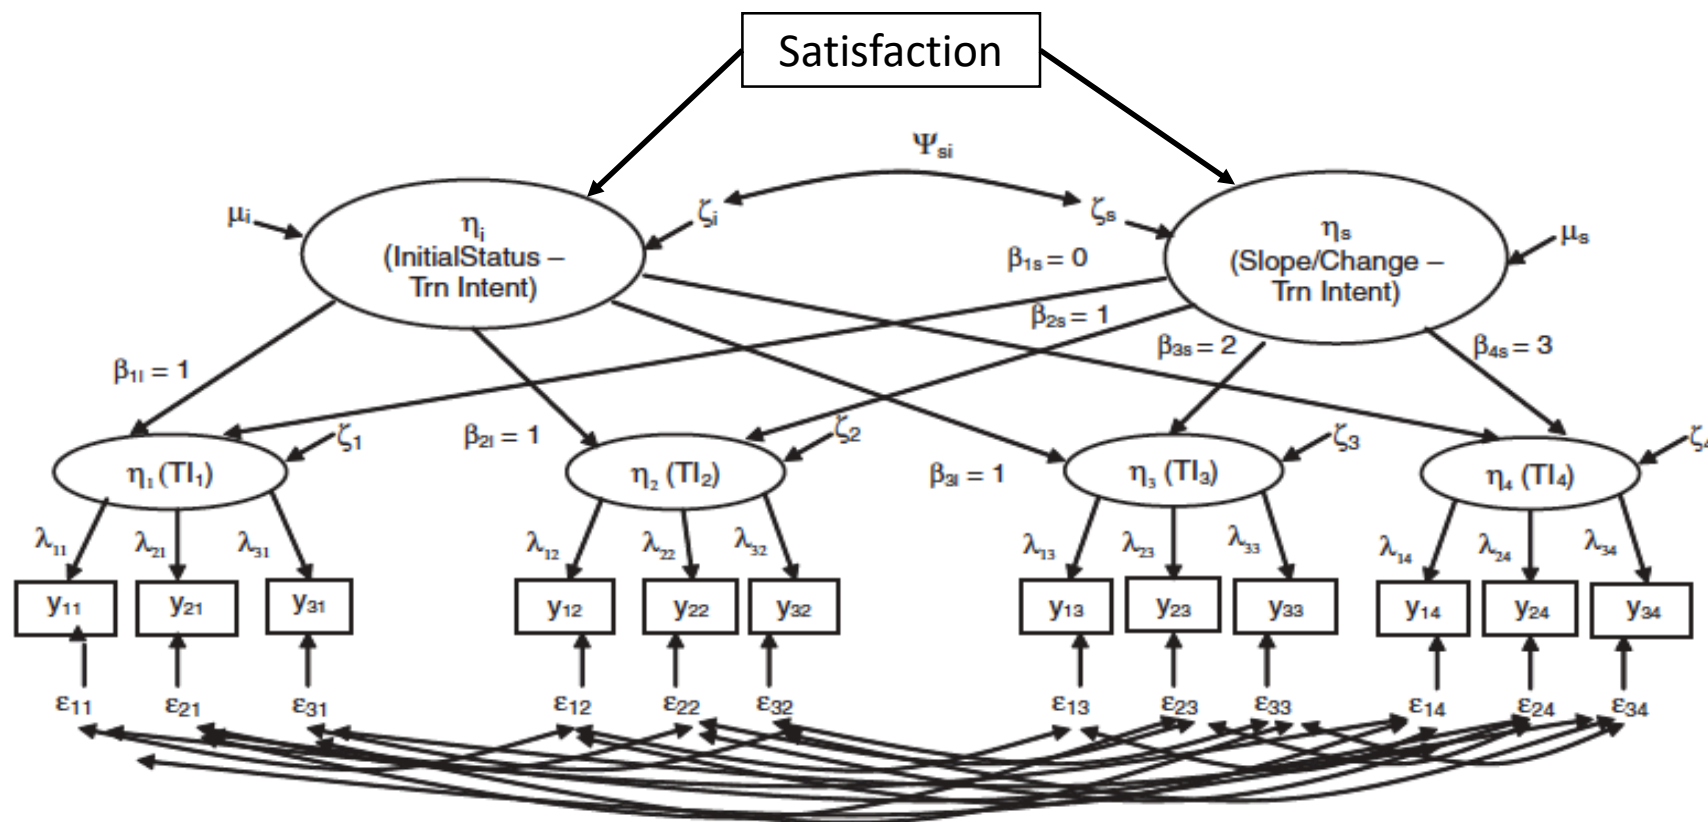 Satisfaction
Ψsi
μi
ζi
ζs
μs
ηi
(InitialStatus –
Trn Intent)
ηs
(Slope/Change –
Trn Intent)
β1s = 0
β2s = 1
β3s = 2
β4s = 3
β1I = 1
β2I = 1
β3I = 1
ζ1
ζ2
ζ3
ζ4
η1 (TI1)
η2 (TI2)
η3 (TI3)
η4 (TI4)
λ11 λ21 λ31 λ12 λ22 λ32 λ13 λ23 λ33 λ14 λ24 λ34
y11 y21 y31 y12 y22 y32 y13 y23 y33 y14 y24 y34
ε11 ε21 ε31 ε12 ε22 ε32 ε13 ε23 ε33 ε14 ε24 ε34